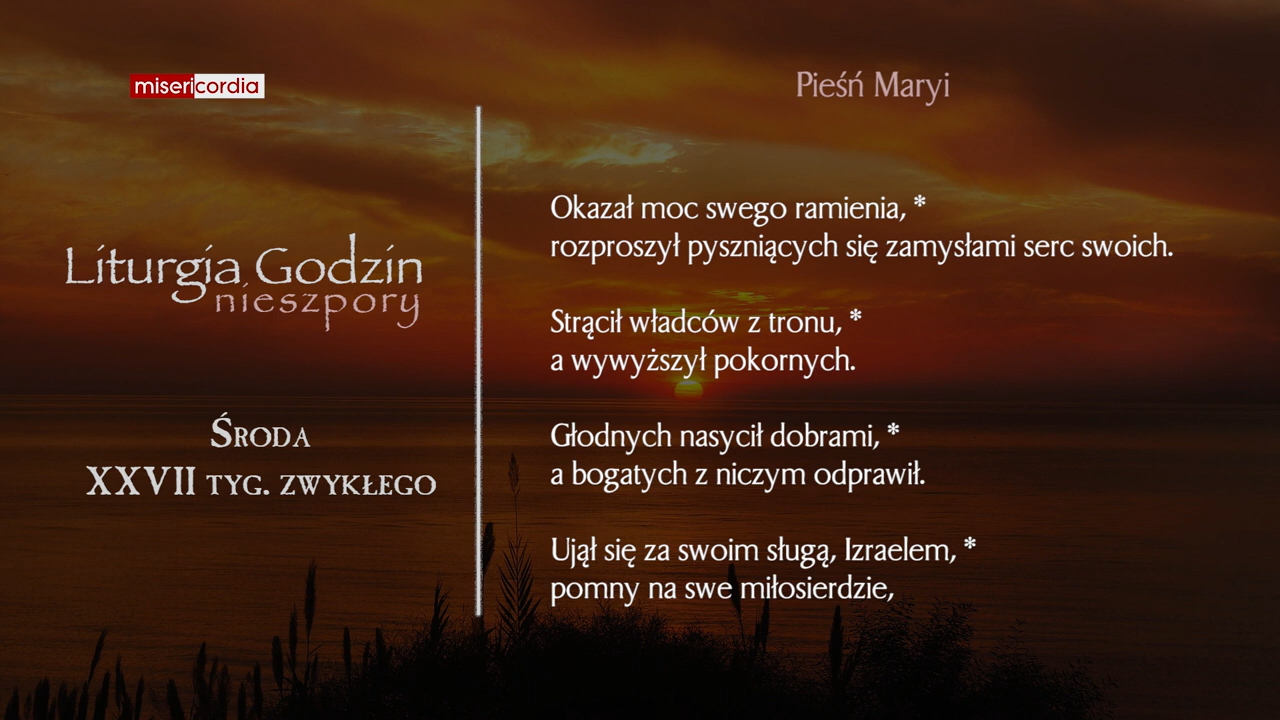 misericordia
Pieśń Maryi
Liturgia Godzin
nieszpory
Środa
XXVII tyg. zwykłego
Okazał moc swego ramienia, *
rozproszył pyszniących się zamysłami serc swoich.
Strącił władców z tronu, *
a wywyższył pokornych.
Głodnych nasycił dobrami, *
a bogatych z niczym odprawił.
Ujął się za swoim sługą, Izraelem, *
pomny na swe miłosierdzie,